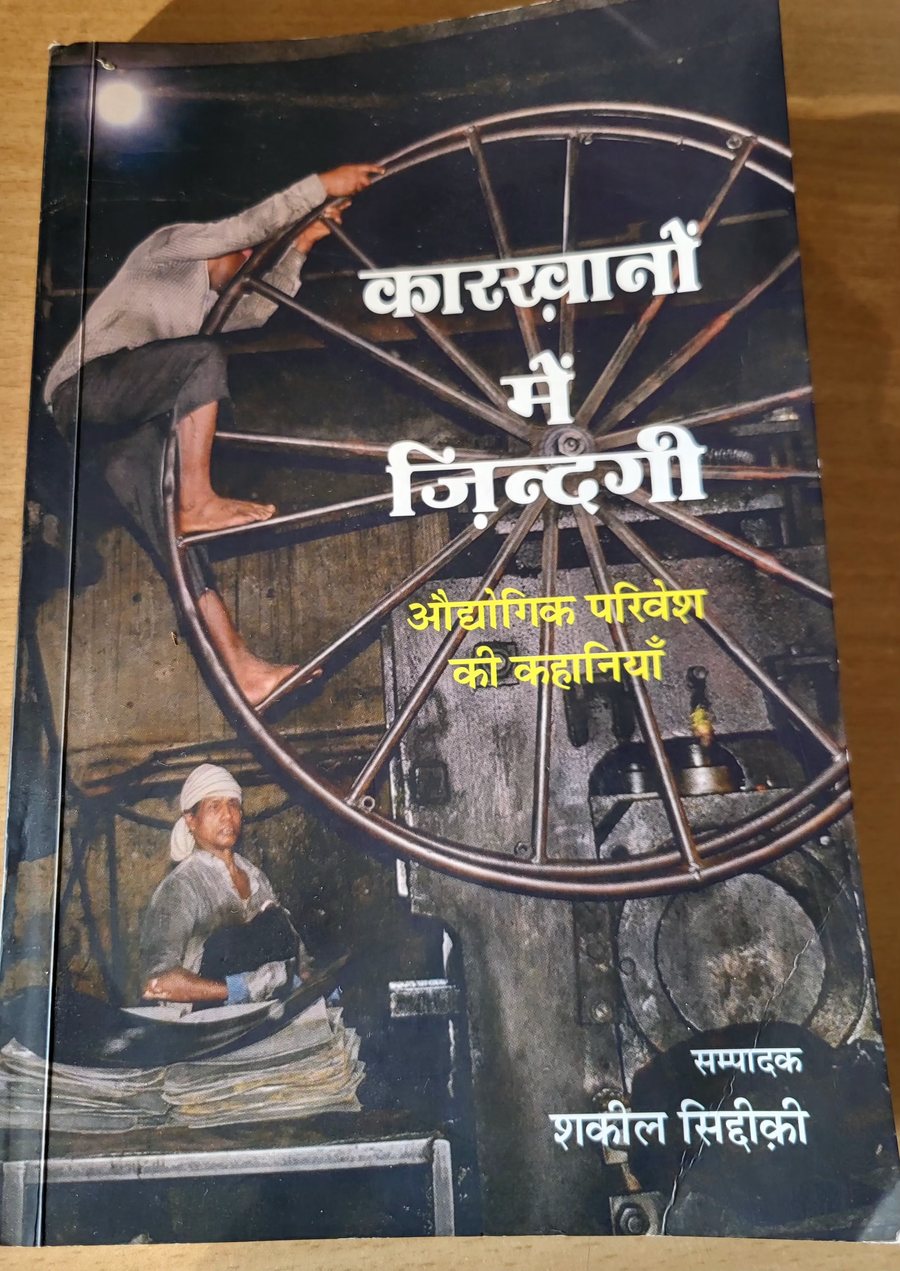 कारख़ानों
में
ज़िन्दगी
औद्योगिक परिवेश
की कहानियाँ
सम्पादक
शकील सिद्दीक़ी